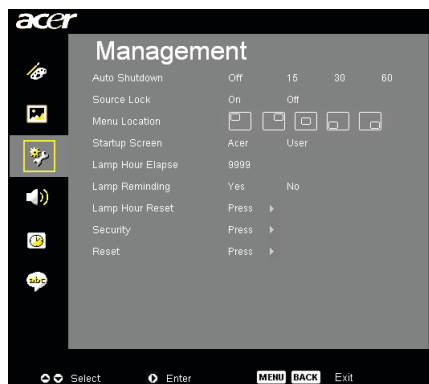 acer
Management
Auto Shutdown Off 15 30 60
Source Lock On Off
Menu Location
Startup Screen Acer User
Lamp Hour Elapse 9999
Lamp Reminding Yes No
Lamp Hour Reset Press
Security Press
Reset Press
abc
Select Enter MENU BACK Exit